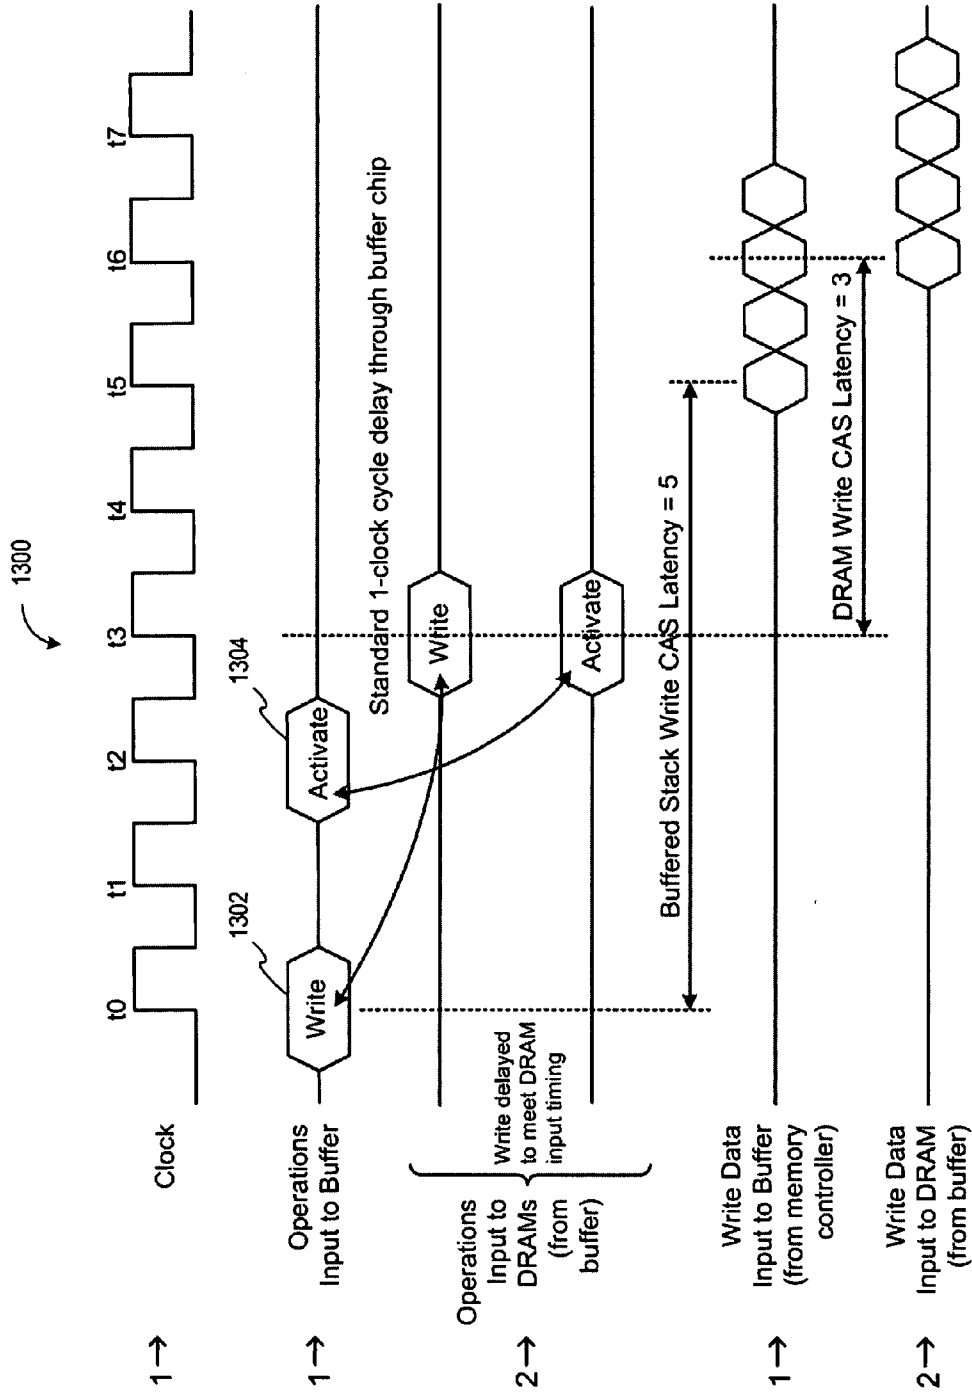 1300
t0 t1 t2 t3 t4 t5 t6 t7
1→ Clock
1302
1304
1→ Operations
Input to Buffer
Write
Activate
Standard 1-clock cycle delay through buffer chip
2→ Operations
Input to
DRAMs
(from
buffer)
Write delayed
to meet DRAM
input timing
Write
Activate
Buffered Stack Write CAS Latency = 5
1→ Write Data
Input to Buffer
(from memory
controller)
DRAM Write CAS Latency = 3
2→ Write Data
Input to DRAM
(from buffer)